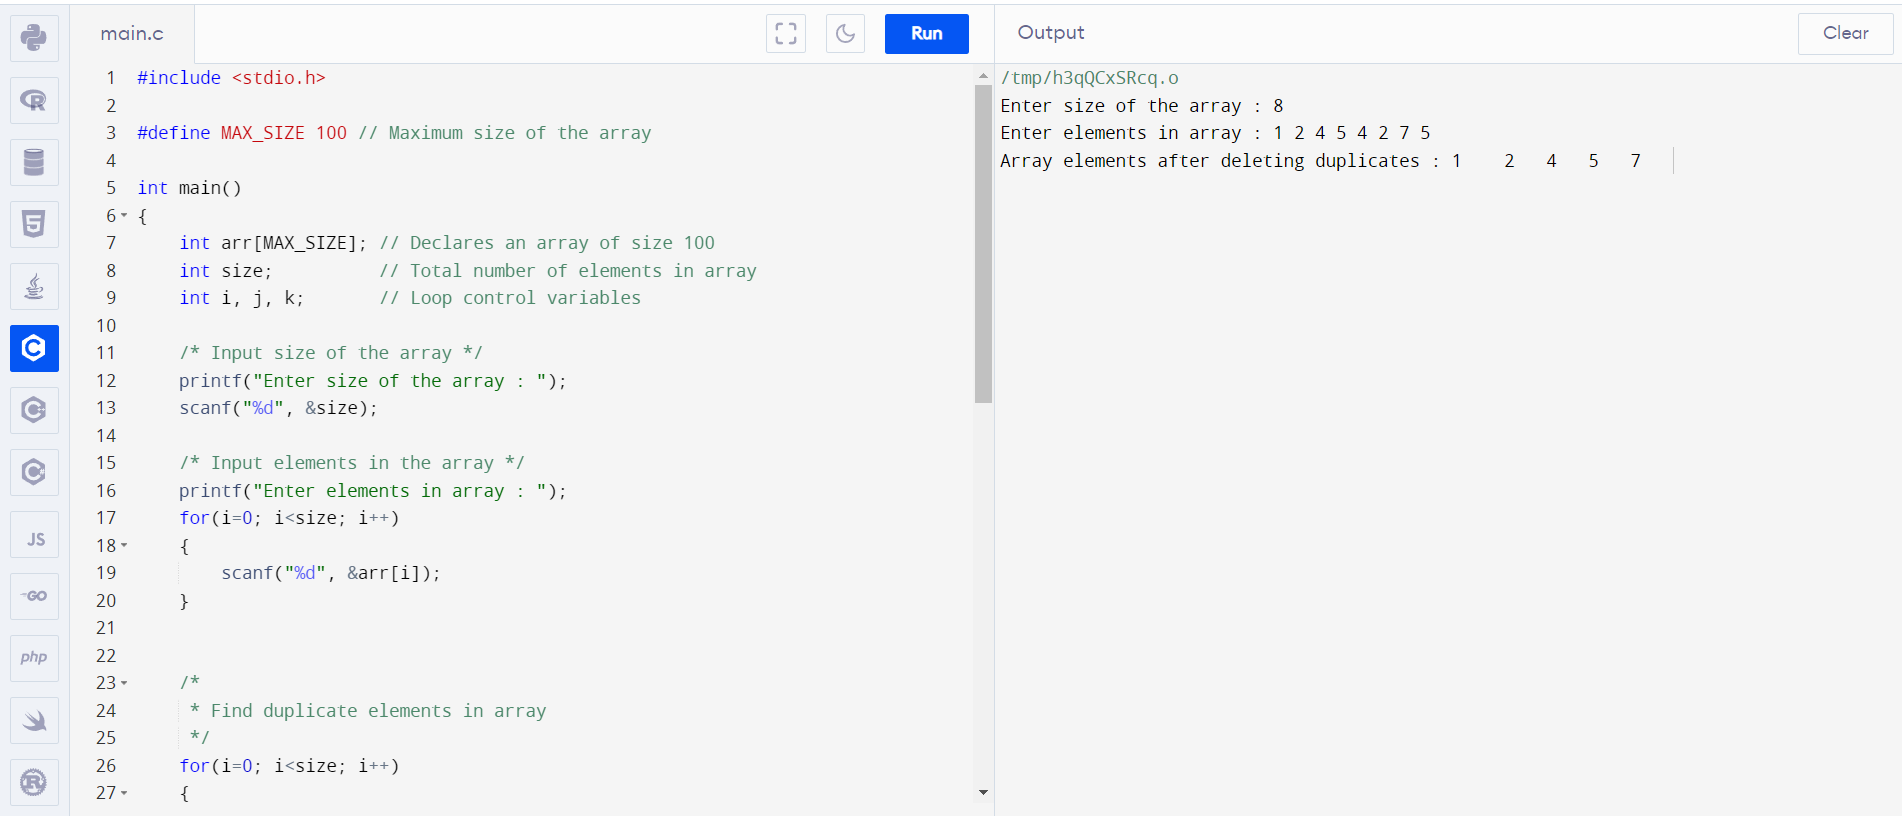 main.c
Run
Output
Clear
1 #include <stdio.h>
2
3 #define MAX_SIZE 100 // Maximum size of the array
4
5 int main()
6 {
7 int arr[MAX_SIZE]; // Declares an array of size 100
8 int size; // Total number of elements in array
9 int i, j, k; // Loop control variables
10
11 /* Input size of the array */
12 printf("Enter size of the array : ");
13 scanf("%d", &size);
14
15 /* Input elements in the array */
16 printf("Enter elements in array : ");
17 for(i=0; i<size; i++)
18 {
19 scanf("%d", &arr[i]);
20 }
21
22
23 /*
24 * Find duplicate elements in array
25 */
26 for(i=0; i<size; i++)
27 {
/tmp/h3qQCxSRcq.o
Enter size of the array : 8
Enter elements in array : 1 2 4 5 4 2 7 5
Array elements after deleting duplicates : 1 2 4 5 7
R
5
C
C
C
JS
GO
php
R